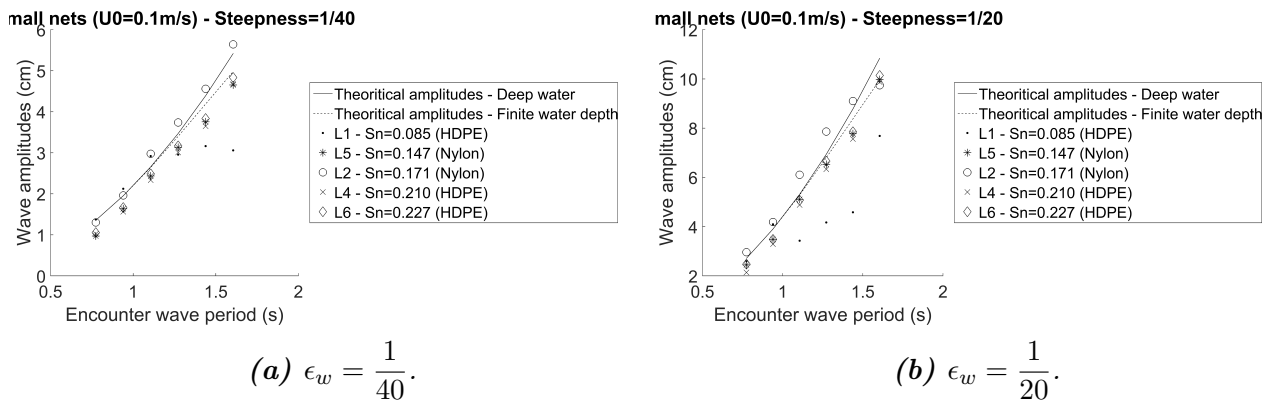 mall nets (U0=0.1m/s) - Steepness=1/40
6
5
4
3
2
1
0
0.5 1 1.5 2
Wave amplitudes (cm)
Encounter wave period (s)
Theoritical amplitudes - Deep water
Theoritical amplitudes - Finite water depth
L1 - Sn=0.085 (HDPE)
L5 - Sn=0.147 (Nylon)
L2 - Sn=0.171 (Nylon)
L4 - Sn=0.210 (HDPE)
L6 - Sn=0.227 (HDPE)
(a) ϵw = 1/40.
mall nets (U0=0.1m/s) - Steepness=1/20
12
10
8
6
4
2
0.5 1 1.5 2
Wave amplitudes (cm)
Encounter wave period (s)
Theoritical amplitudes - Deep water
Theoritical amplitudes - Finite water depth
L1 - Sn=0.085 (HDPE)
L5 - Sn=0.147 (Nylon)
L2 - Sn=0.171 (Nylon)
L4 - Sn=0.210 (HDPE)
L6 - Sn=0.227 (HDPE)
(b) ϵw = 1/20.